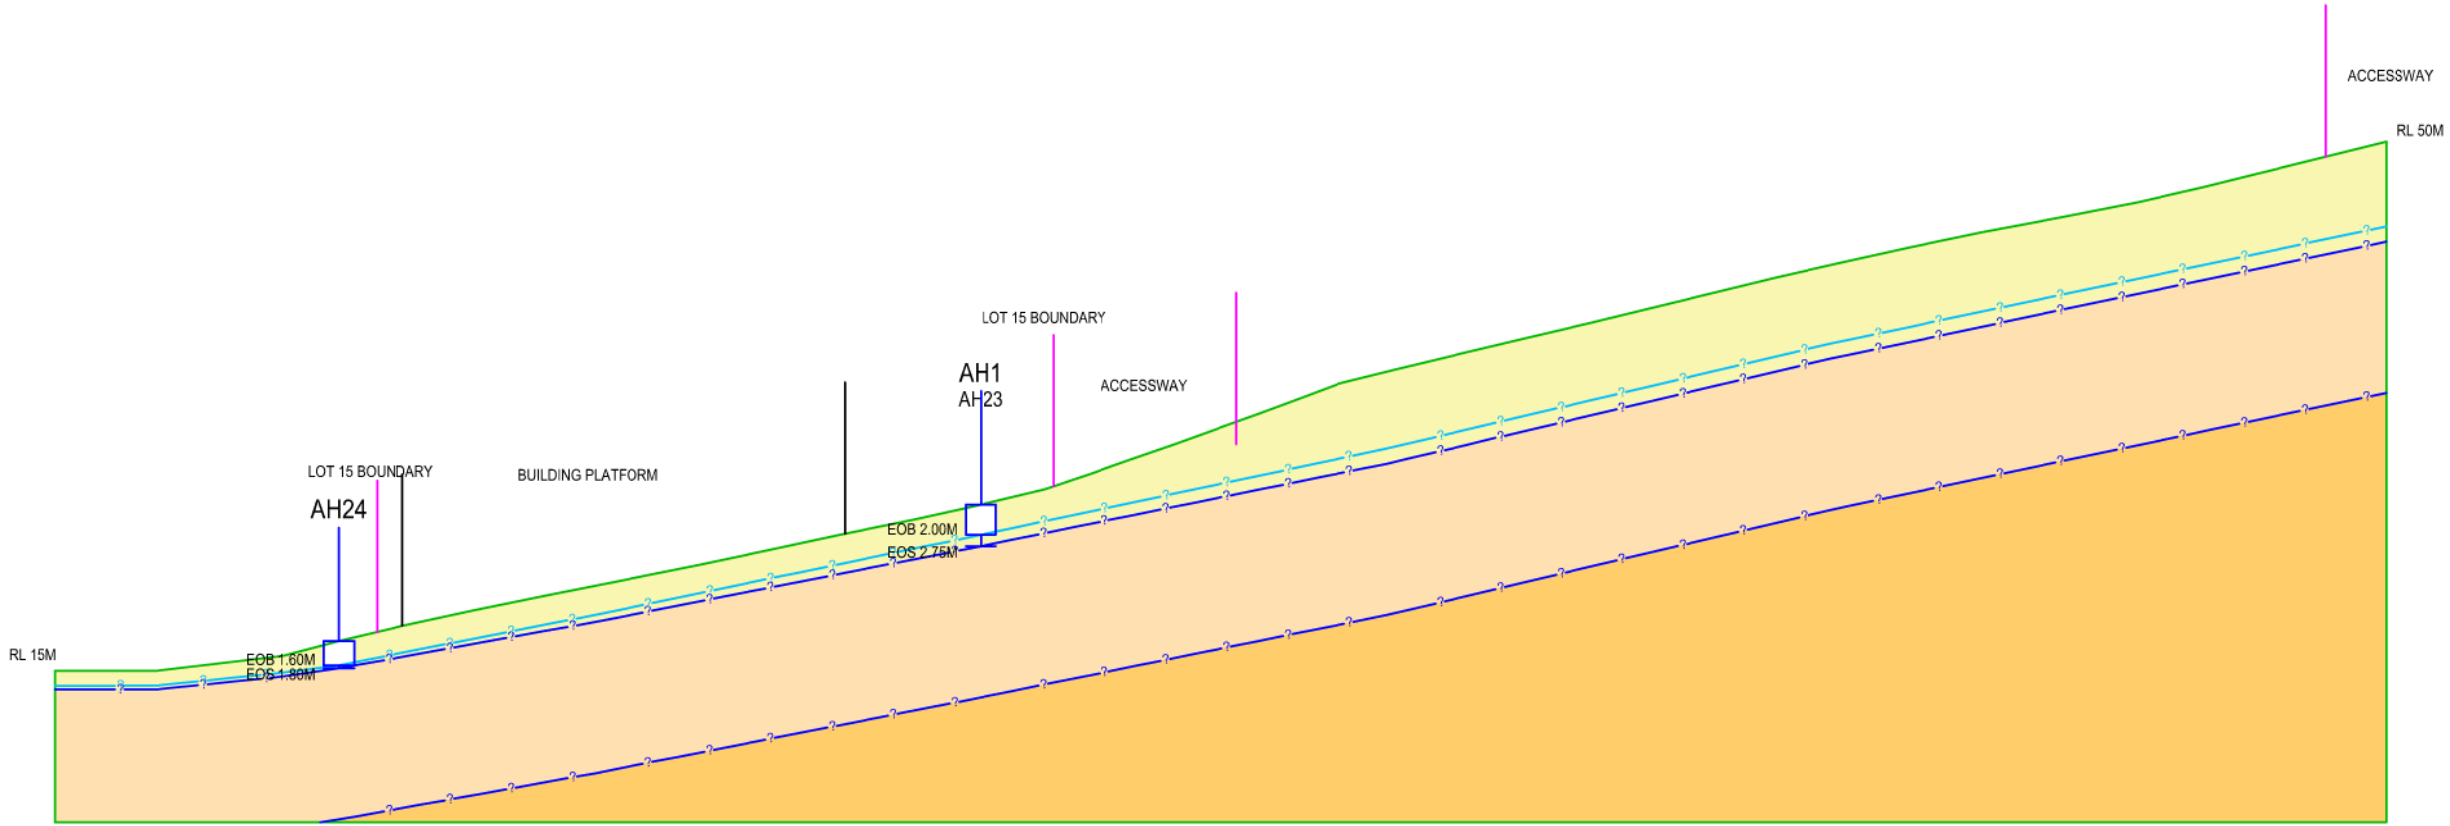 ACCESSWAY
RL 50M
LOT 15 BOUNDARY
AH1
AH23
ACCESSWAY
LOT 15 BOUNDARY
BUILDING PLATFORM
AH24
EOB 2.00M
EOS 2.75M
RL 15M
EOB 1.60M
EOS 1.80M